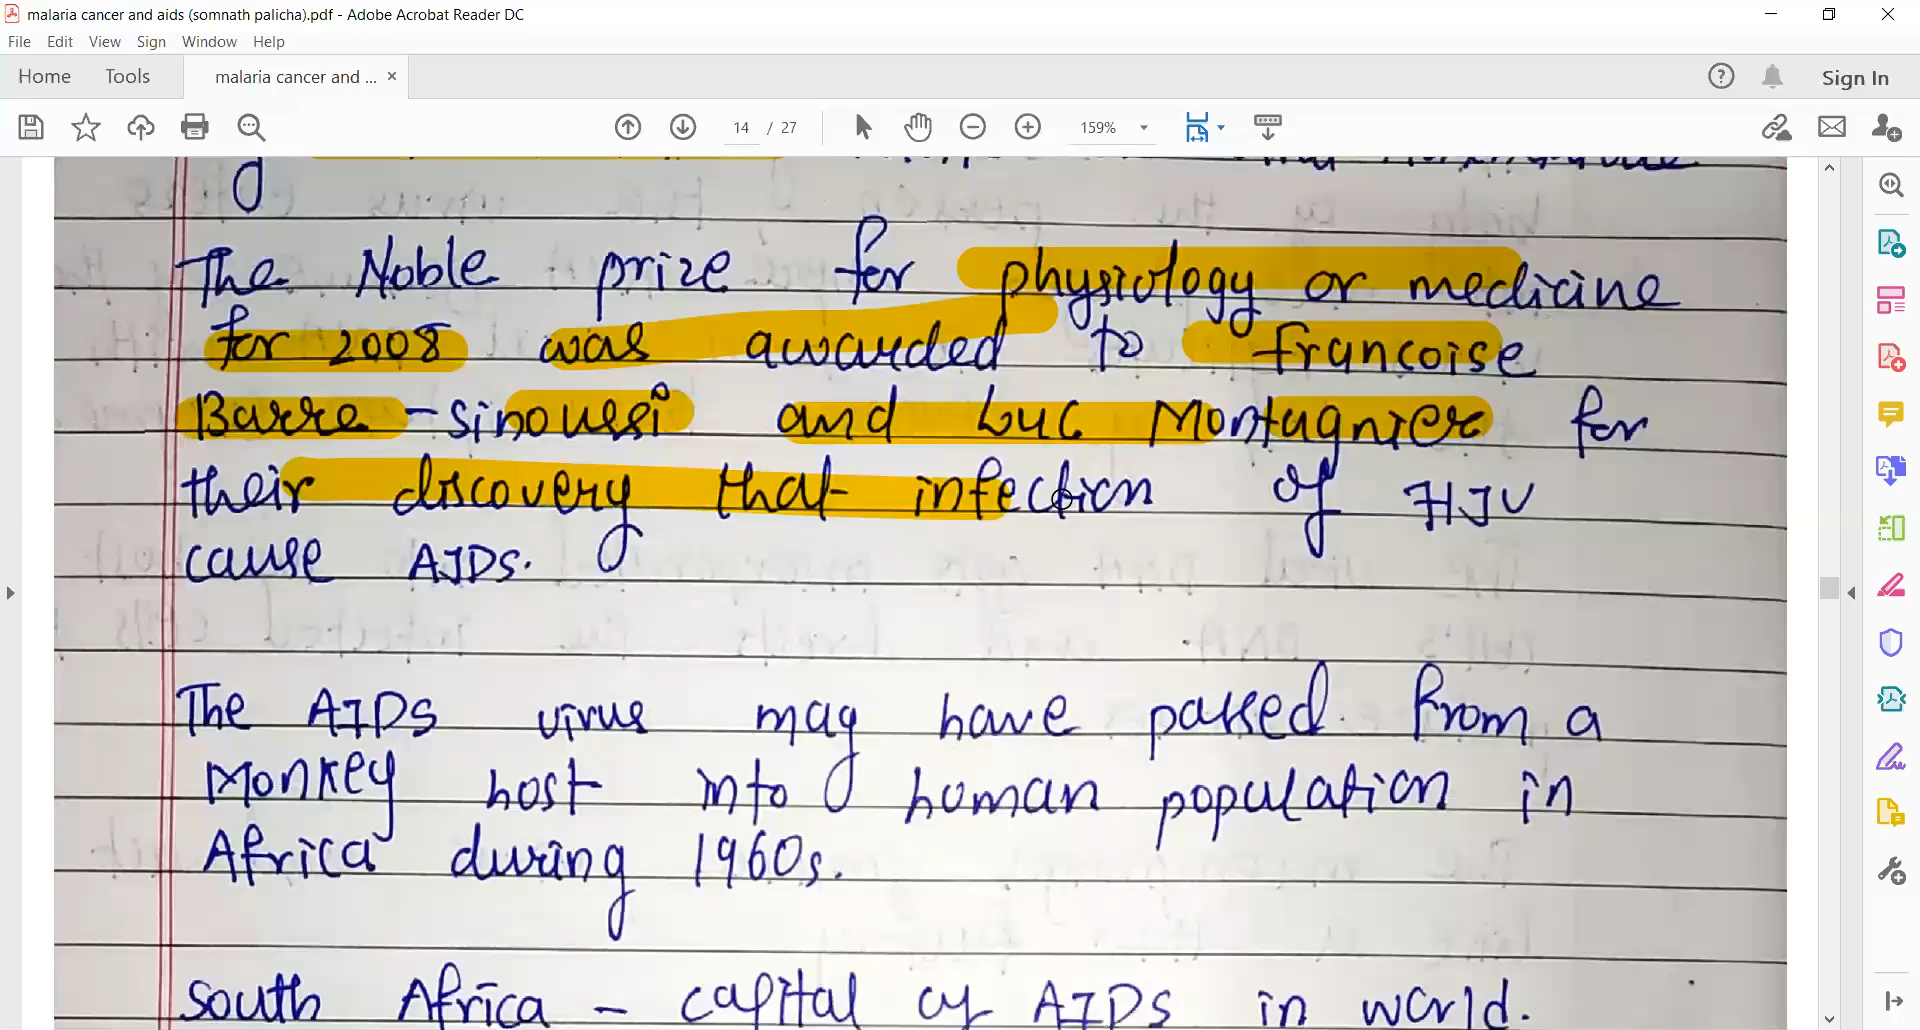 malaria cancer and aids (somnath palicha).pdf - Adobe Acrobat Reader DC
File Edit View Sign Window Help
Home Tools malaria cancer and ... × Sign In
14 / 27 159%
The Noble prize for physiology or medicine
for 2008 was awarded to francoise
Barre-sinoussi and Luc Montagnier for
their discovery that infection of HIV
cause AIDs.
The AIDs virus may have passed from a
Monkey host into human population in
Africa during 1960s.
south Africa - capital of AIDs in world.